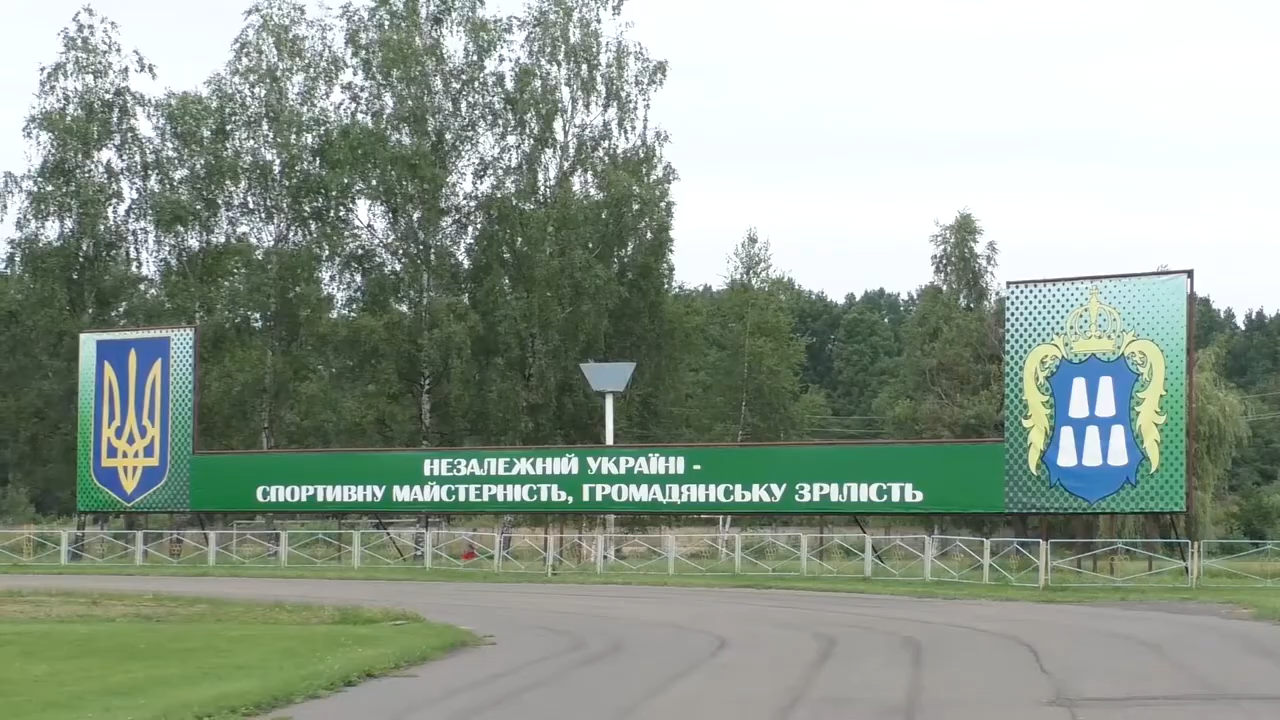 НЕЗАЛЕЖНІЙ УКРАЇНІ -
СПОРТИВНУ МАЙСТЕРНІСТЬ, ГРОМАДЯНСЬКУ ЗРІЛІСТЬ